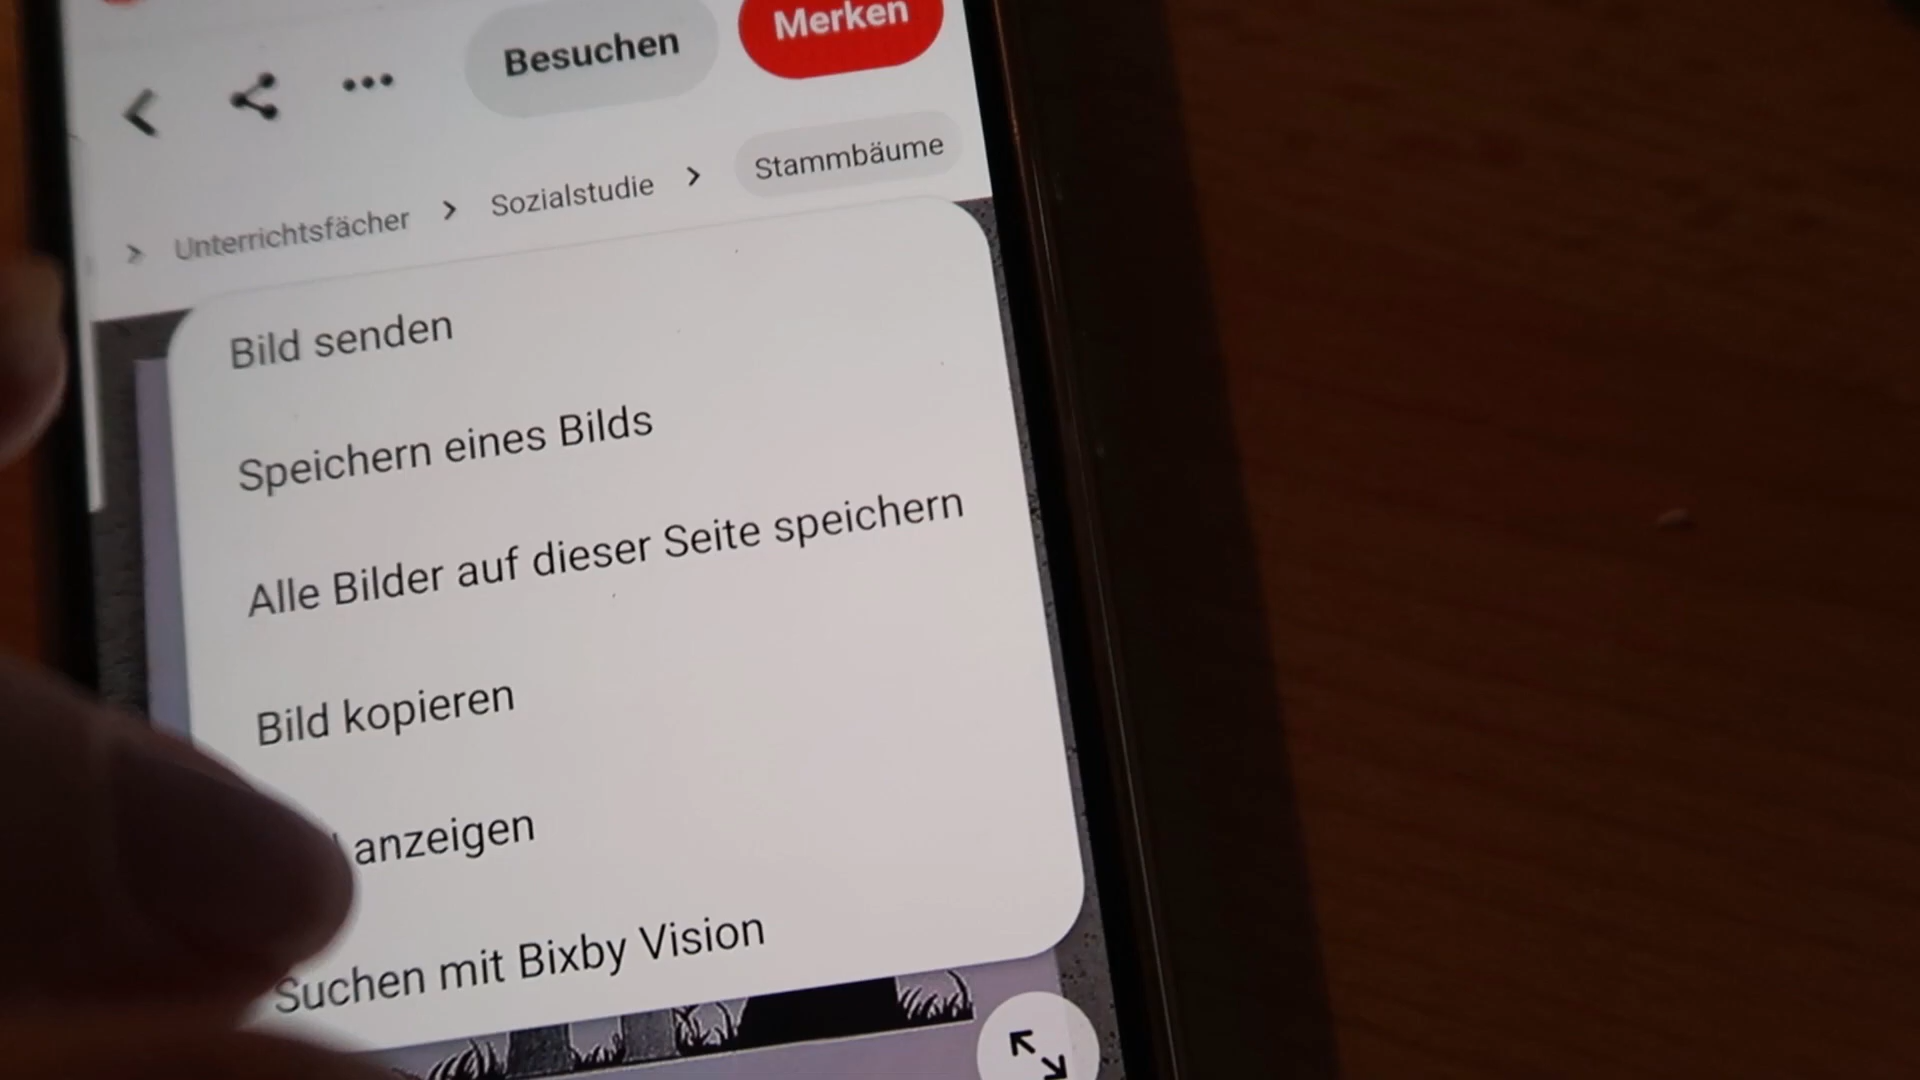 Besuchen Merken
Unterrichtsfächer Sozialstudie Stammbäume
Bild senden
Speichern eines Bilds
Alle Bilder auf dieser Seite speichern
Bild kopieren
anzeigen
Suchen mit Bixby Vision